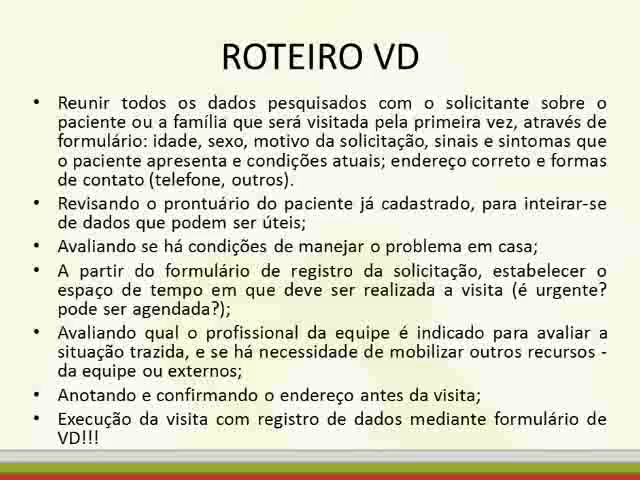 ROTEIRO VD
• Reunir todos os dados pesquisados com o solicitante sobre o
paciente ou a família que será visitada pela primeira vez, através de
formulário: idade, sexo, motivo da solicitação, sinais e sintomas que
o paciente apresenta e condições atuais; endereço correto e formas
de contato (telefone, outros).
• Revisando o prontuário do paciente já cadastrado, para inteirar-se
de dados que podem ser úteis;
• Avaliando se há condições de manejar o problema em casa;
• A partir do formulário de registro da solicitação, estabelecer o
espaço de tempo em que deve ser realizada a visita (é urgente?
pode ser agendada?);
• Avaliando qual o profissional da equipe é indicado para avaliar a
situação trazida, e se há necessidade de mobilizar outros recursos -
da equipe ou externos;
• Anotando e confirmando o endereço antes da visita;
• Execução da visita com registro de dados mediante formulário de
VD!!!